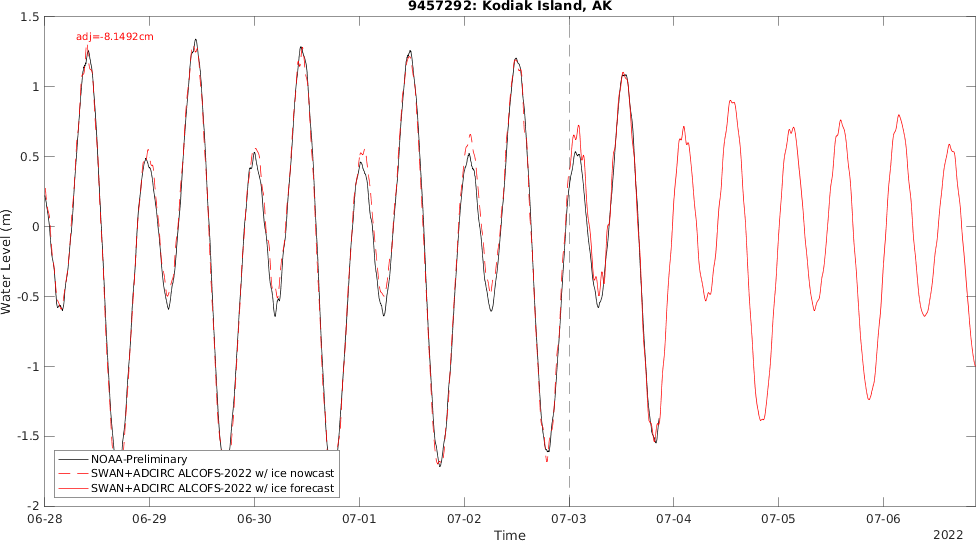 9457292: Kodiak Island, AK
adj=-8.1492cm
1.5
1
0.5
0
-0.5
-1
-1.5
-2
Water Level (m)
NOAA-Preliminary
SWAN+ADCIRC ALCOFS-2022 w/ ice nowcast
SWAN+ADCIRC ALCOFS-2022 w/ ice forecast
06-28 06-29 06-30 07-01 07-02 07-03 07-04 07-05 07-06
Time
2022